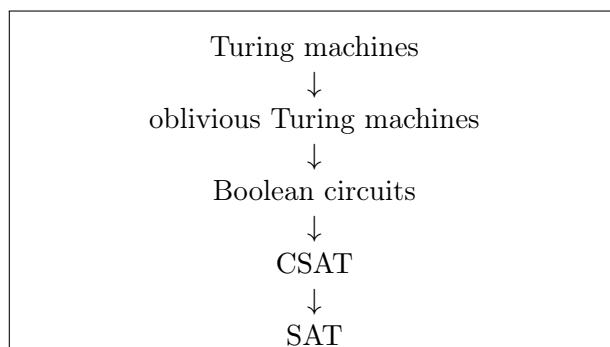 Turing machines
↓
oblivious Turing machines
↓
Boolean circuits
↓
CSAT
↓
SAT